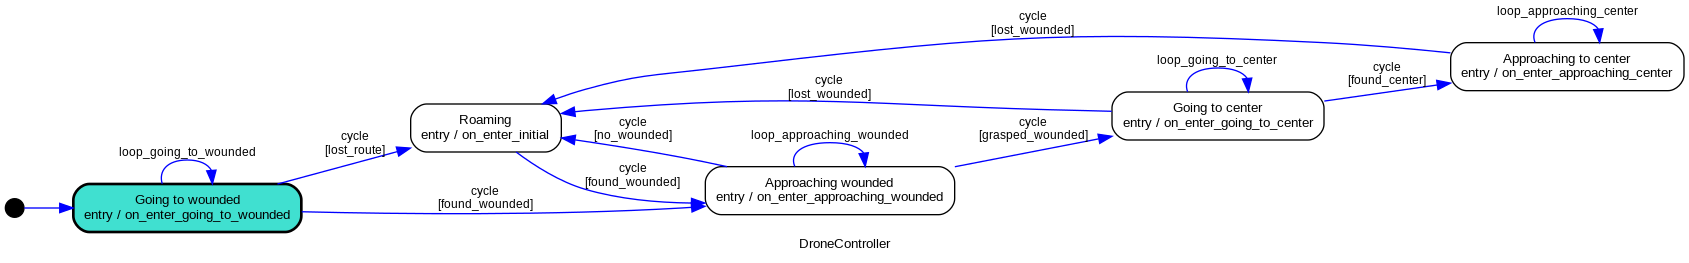 loop_approaching_center
cycle
[lost_wounded]
Approaching to center
entry / on_enter_approaching_center
loop_going_to_center
cycle
[found_center]
cycle
[lost_wounded]
Going to center
entry / on_enter_going_to_center
Roaming
entry / on_enter_initial
cycle
[no_wounded]
loop_approaching_wounded
cycle
[grasped_wounded]
cycle
[lost_route]
loop_going_to_wounded
cycle
[found_wounded]
Approaching wounded
entry / on_enter_approaching_wounded
Going to wounded
entry / on_enter_going_to_wounded
cycle
[found_wounded]
DroneController